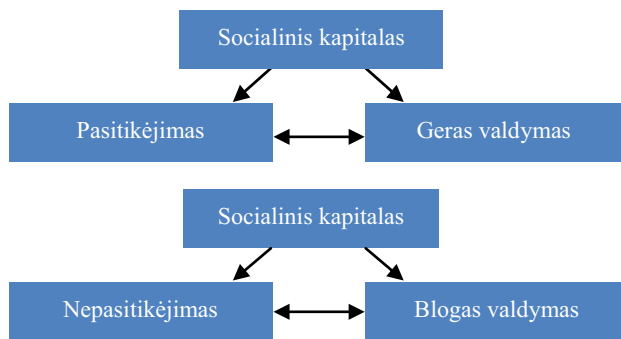 Socialinis kapitalas
Pasitikėjimas
Geras valdymas
Socialinis kapitalas
Nepasitikėjimas
Blogas valdymas